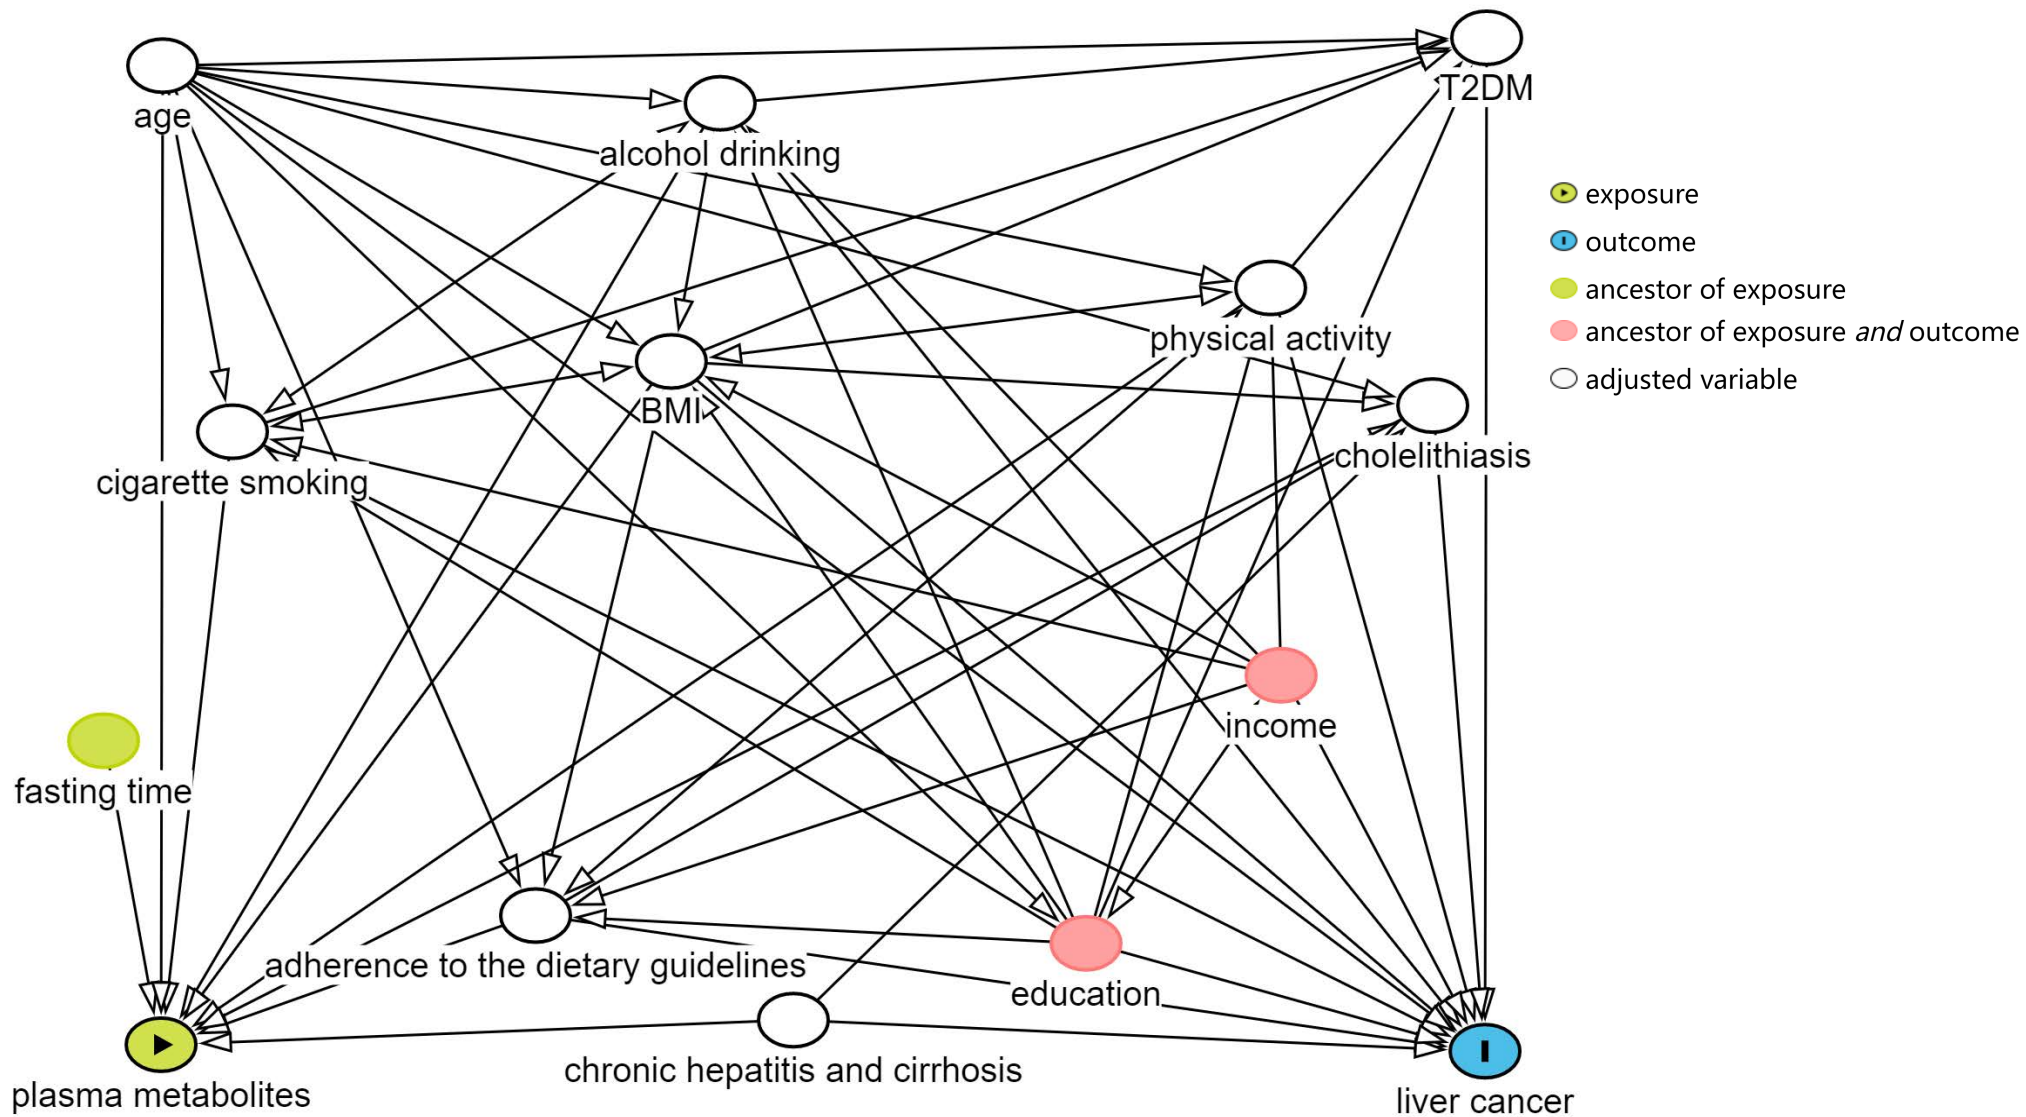 age
T2DM
alcohol drinking
exposure
outcome
ancestor of exposure
ancestor of exposure and outcome
adjusted variable
physical activity
BMI
cholelithiasis
cigarette smoking
income
fasting time
adherence to the dietary guidelines
education
chronic hepatitis and cirrhosis
plasma metabolites
liver cancer